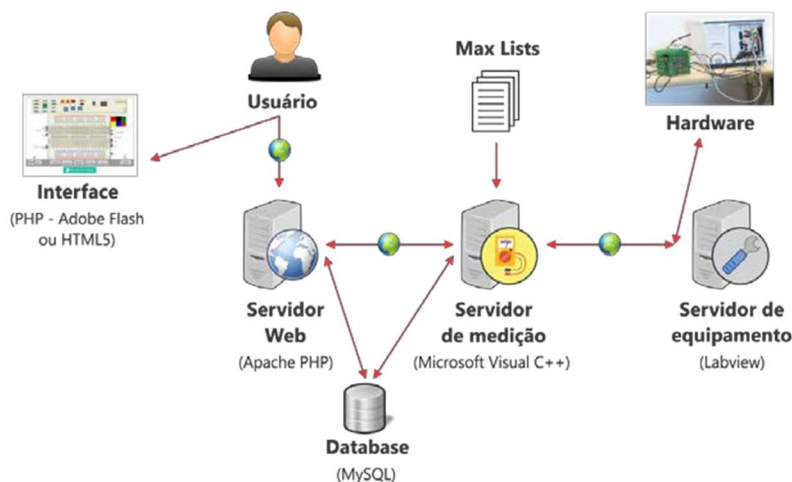 Usuário
Max Lists
Hardware
Interface
(PHP - Adobe Flash
ou HTML5)
Servidor
Web
(Apache PHP)
Servidor
de medição
(Microsoft Visual C++)
Servidor de
equipamento
(Labview)
Database
(MySQL)